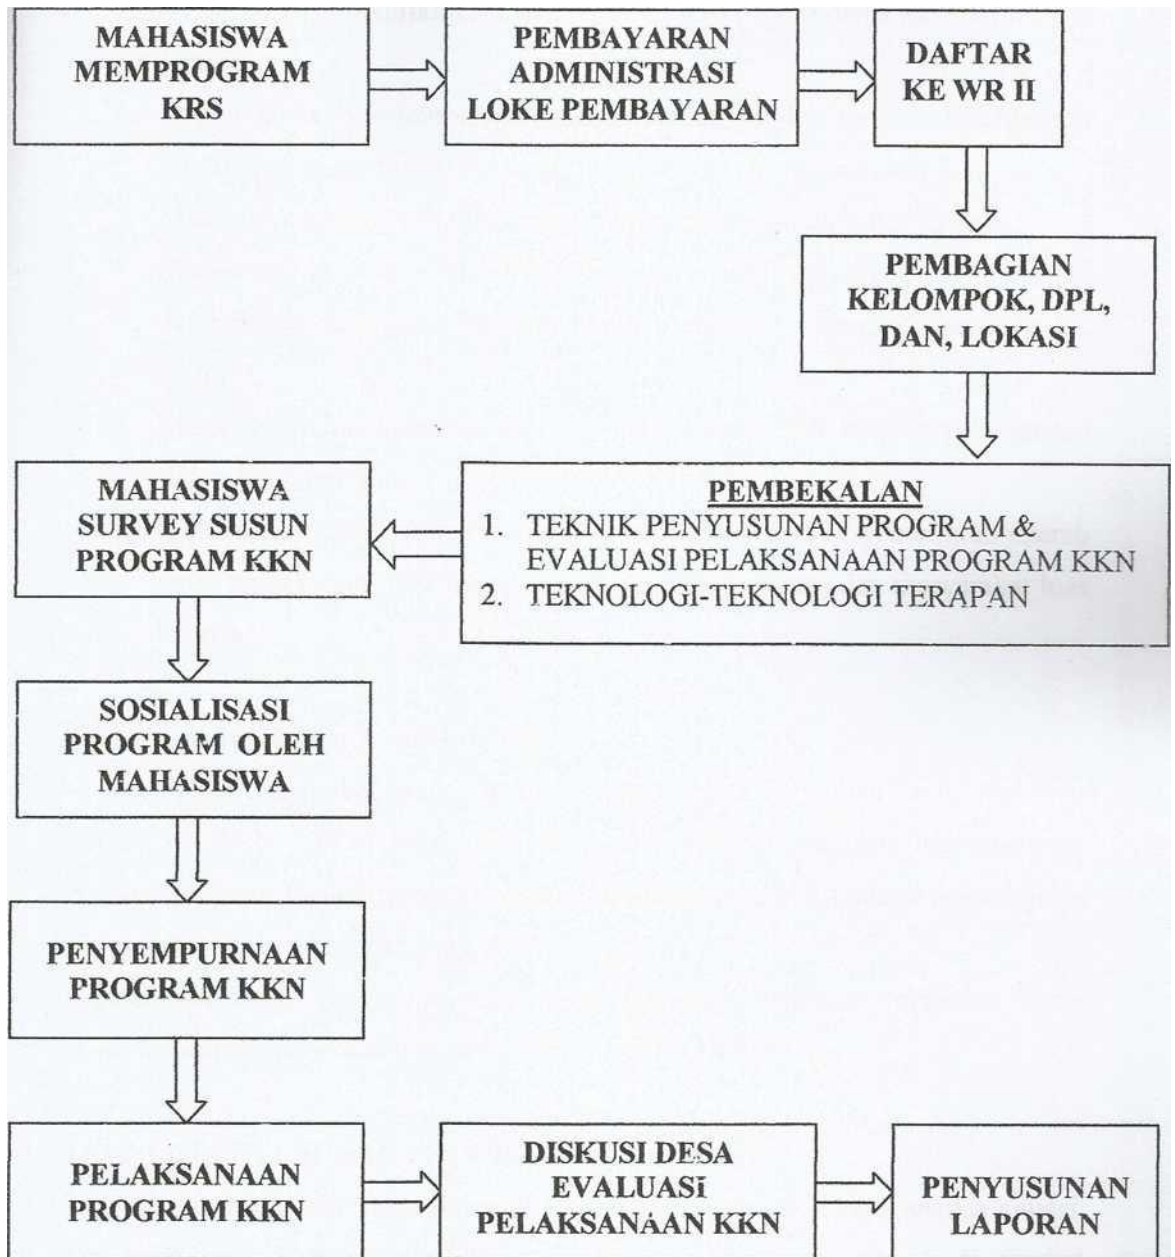 MAHASISWA
MEMPROGRAM
KRS
PEMBAYARAN
ADMINISTRASI
LOKE PEMBAYARAN
DAFTAR
KE WR II
PEMBAGIAN
KELOMPOK, DPL,
DAN, LOKASI
PEMBEKALAN
1. TEKNIK PENYUSUNAN PROGRAM &
EVALUASI PELAKSANAAN PROGRAM KKN
2. TEKNOLOGI-TEKNOLOGI TERAPAN
MAHASISWA
SURVEY SUSUN
PROGRAM KKN
SOSIALISASI
PROGRAM OLEH
MAHASISWA
PENYEMPURNAAN
PROGRAM KKN
PELAKSANAAN
PROGRAM KKN
DISKUSI DESA
EVALUASI
PELAKSANAAN KKN
PENYUSUNAN
LAPORAN